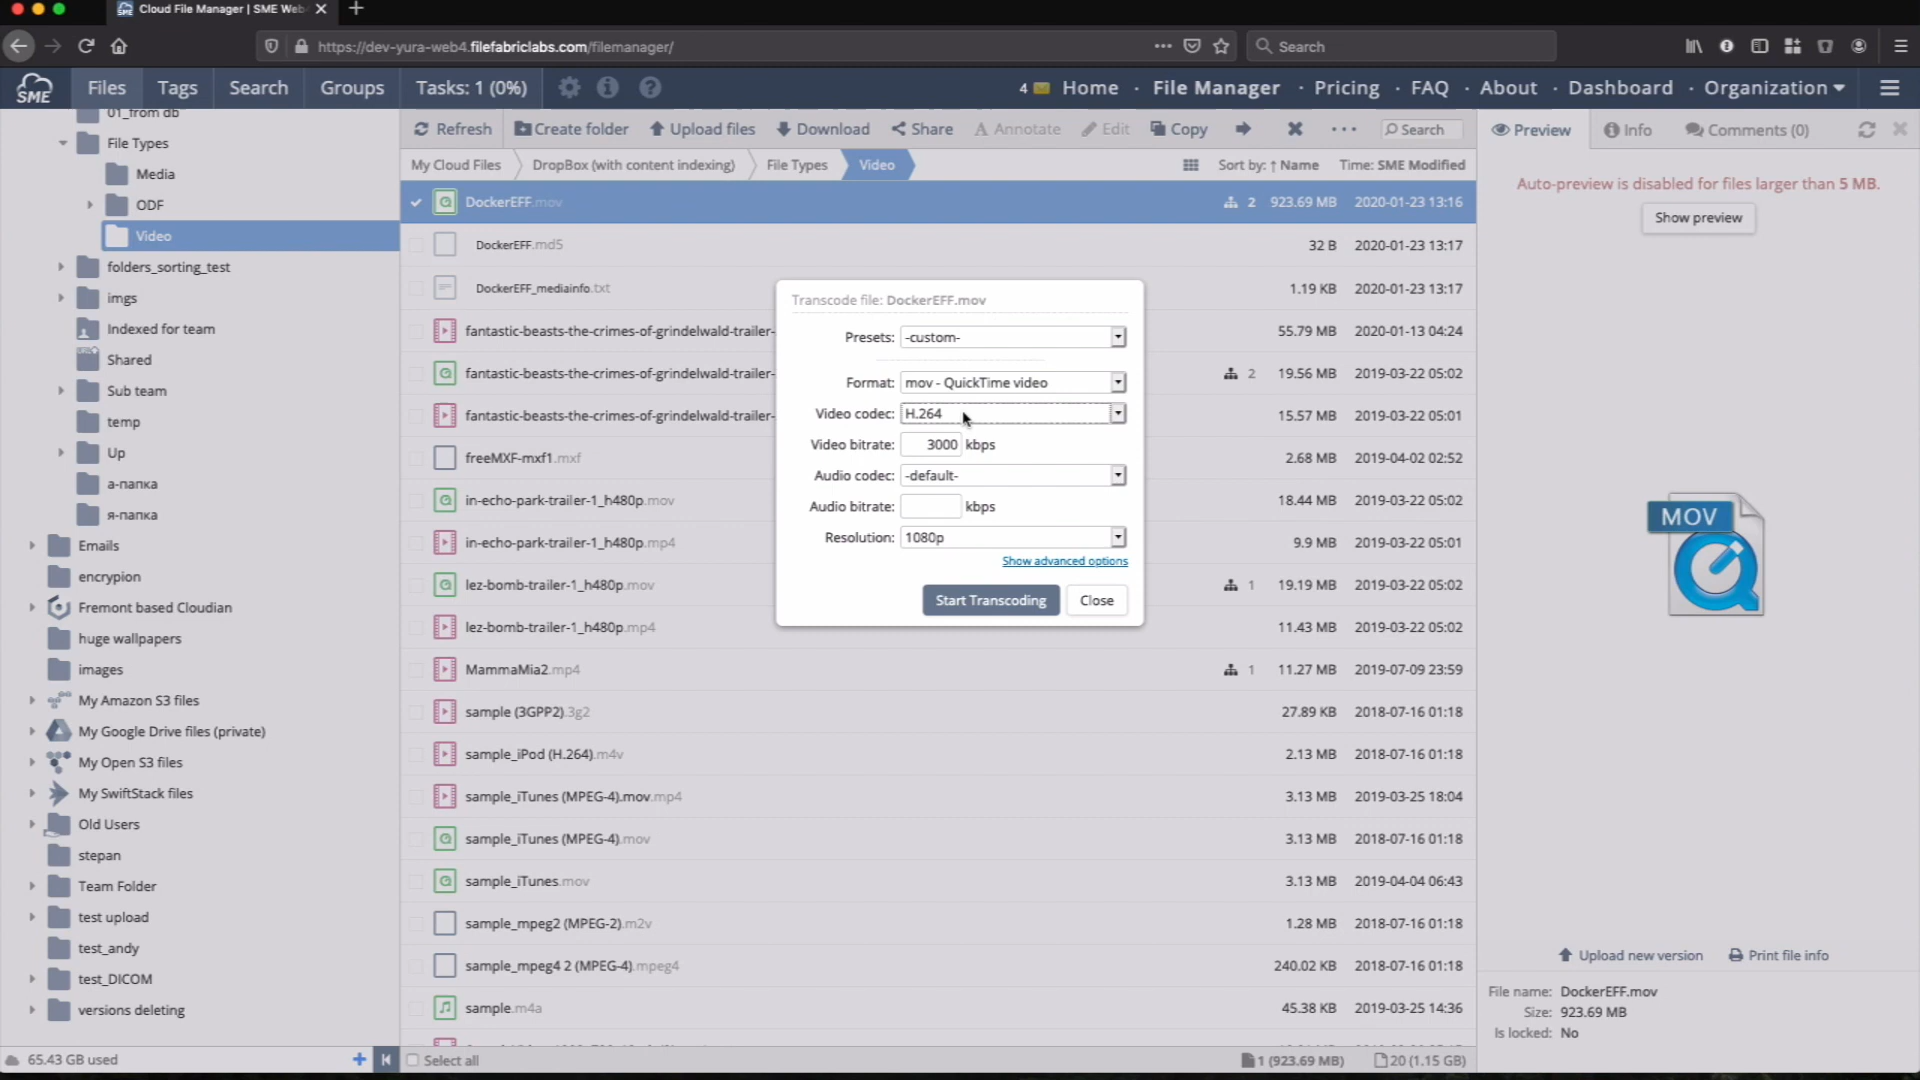 Cloud File Manager | SME Web
https://dev-yura-web4.filefabriclabs.com/filemanager/
Search
SME
Files
Tags
Search
Groups
Tasks: 1 (0%)
4
Home · File Manager · Pricing · FAQ · About · Dashboard · Organization
01_from db
File Types
Media
ODF
Video
folders_sorting_test
imgs
Indexed for team
Shared
Sub team
temp
Up
а-папка
я-папка
Emails
encrypion
Fremont based Cloudian
huge wallpapers
images
My Amazon S3 files
My Google Drive files (private)
My Open S3 files
My SwiftStack files
Old Users
stepan
Team Folder
test upload
test_andy
test_DICOM
versions deleting
65.43 GB used
Refresh
Create folder
Upload files
Download
Share
Annotate
Edit
Copy
Search
My Cloud Files
DropBox (with content indexing)
File Types
Video
Sort by: ↑ Name
Time: SME Modified
DockerEFF.mov 2 923.69 MB 2020-01-23 13:16
DockerEFF.md5 32 B 2020-01-23 13:17
DockerEFF_mediainfo.txt 1.19 KB 2020-01-23 13:17
fantastic-beasts-the-crimes-of-grindelwald-trailer- 55.79 MB 2020-01-13 04:24
fantastic-beasts-the-crimes-of-grindelwald-trailer- 2 19.56 MB 2019-03-22 05:02
fantastic-beasts-the-crimes-of-grindelwald-trailer- 15.57 MB 2019-03-22 05:01
freeMXF-mxf1.mxf 2.68 MB 2019-04-02 02:52
in-echo-park-trailer-1_h480p.mov 18.44 MB 2019-03-22 05:02
in-echo-park-trailer-1_h480p.mp4 9.9 MB 2019-03-22 05:01
lez-bomb-trailer-1_h480p.mov 1 19.19 MB 2019-03-22 05:02
lez-bomb-trailer-1_h480p.mp4 11.43 MB 2019-03-22 05:02
MammaMia2.mp4 1 11.27 MB 2019-07-09 23:59
sample (3GPP2).3g2 27.89 KB 2018-07-16 01:18
sample_iPod (H.264).m4v 2.13 MB 2018-07-16 01:18
sample_iTunes (MPEG-4).mov.mp4 3.13 MB 2019-03-25 18:04
sample_iTunes (MPEG-4).mov 3.13 MB 2018-07-16 01:18
sample_iTunes.mov 3.13 MB 2019-04-04 06:43
sample_mpeg2 (MPEG-2).m2v 1.28 MB 2018-07-16 01:18
sample_mpeg4 2 (MPEG-4).mpeg4 240.02 KB 2018-07-16 01:18
sample.m4a 45.38 KB 2019-03-25 14:36
Select all
1 (923.69 MB)
20 (1.15 GB)
Transcode file: DockerEFF.mov
Presets: -custom-
Format: mov - QuickTime video
Video codec: H.264
Video bitrate: 3000 kbps
Audio codec: -default-
Audio bitrate: kbps
Resolution: 1080p
Show advanced options
Start Transcoding
Close
Preview
Info
Comments (0)
Auto-preview is disabled for files larger than 5 MB.
Show preview
MOV
Upload new version
Print file info
File name: DockerEFF.mov
Size: 923.69 MB
Is locked: No